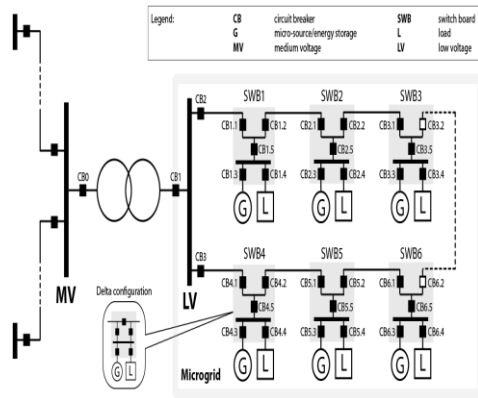 Legend: CB circuit breaker SWB switch board
G micro-source/energy storage L load
MV medium voltage LV low voltage
CB2 SWB1 SWB2 SWB3
CB1.1 CB1.2 CB2.1 CB2.2 CB3.1 CB3.2
CB1.5 CB2.5 CB3.5
CB1.3 CB1.4 CB2.3 CB2.4 CB3.3 CB3.4
CB0 CB1
G L G L G L
CB3 SWB4 SWB5 SWB6
MV Delta configuration LV
CB4.1 CB4.2 CB5.1 CB5.2 CB6.1 CB6.2
CB4.5 CB5.5 CB6.5
CB4.3 CB4.4 CB5.3 CB5.4 CB6.3 CB6.4
G L Microgrid G L G L G L